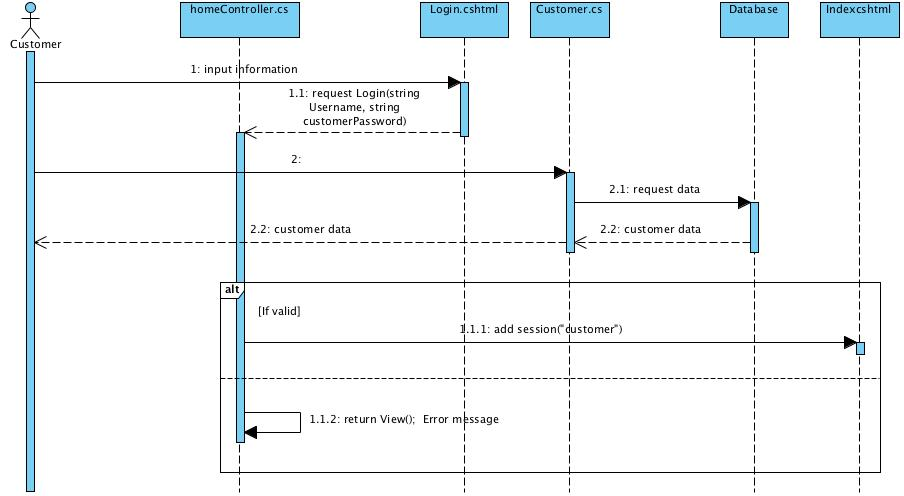 homeController.cs
Login.cshtml
Customer.cs
Database
Indexcshtml
Customer
1: input information
1.1: request Login(string
Username, string
customerPassword)
2:
2.1: request data
2.2: customer data
2.2: customer data
alt
[If valid]
1.1.1: add session("customer")
1.1.2: return View();  Error message